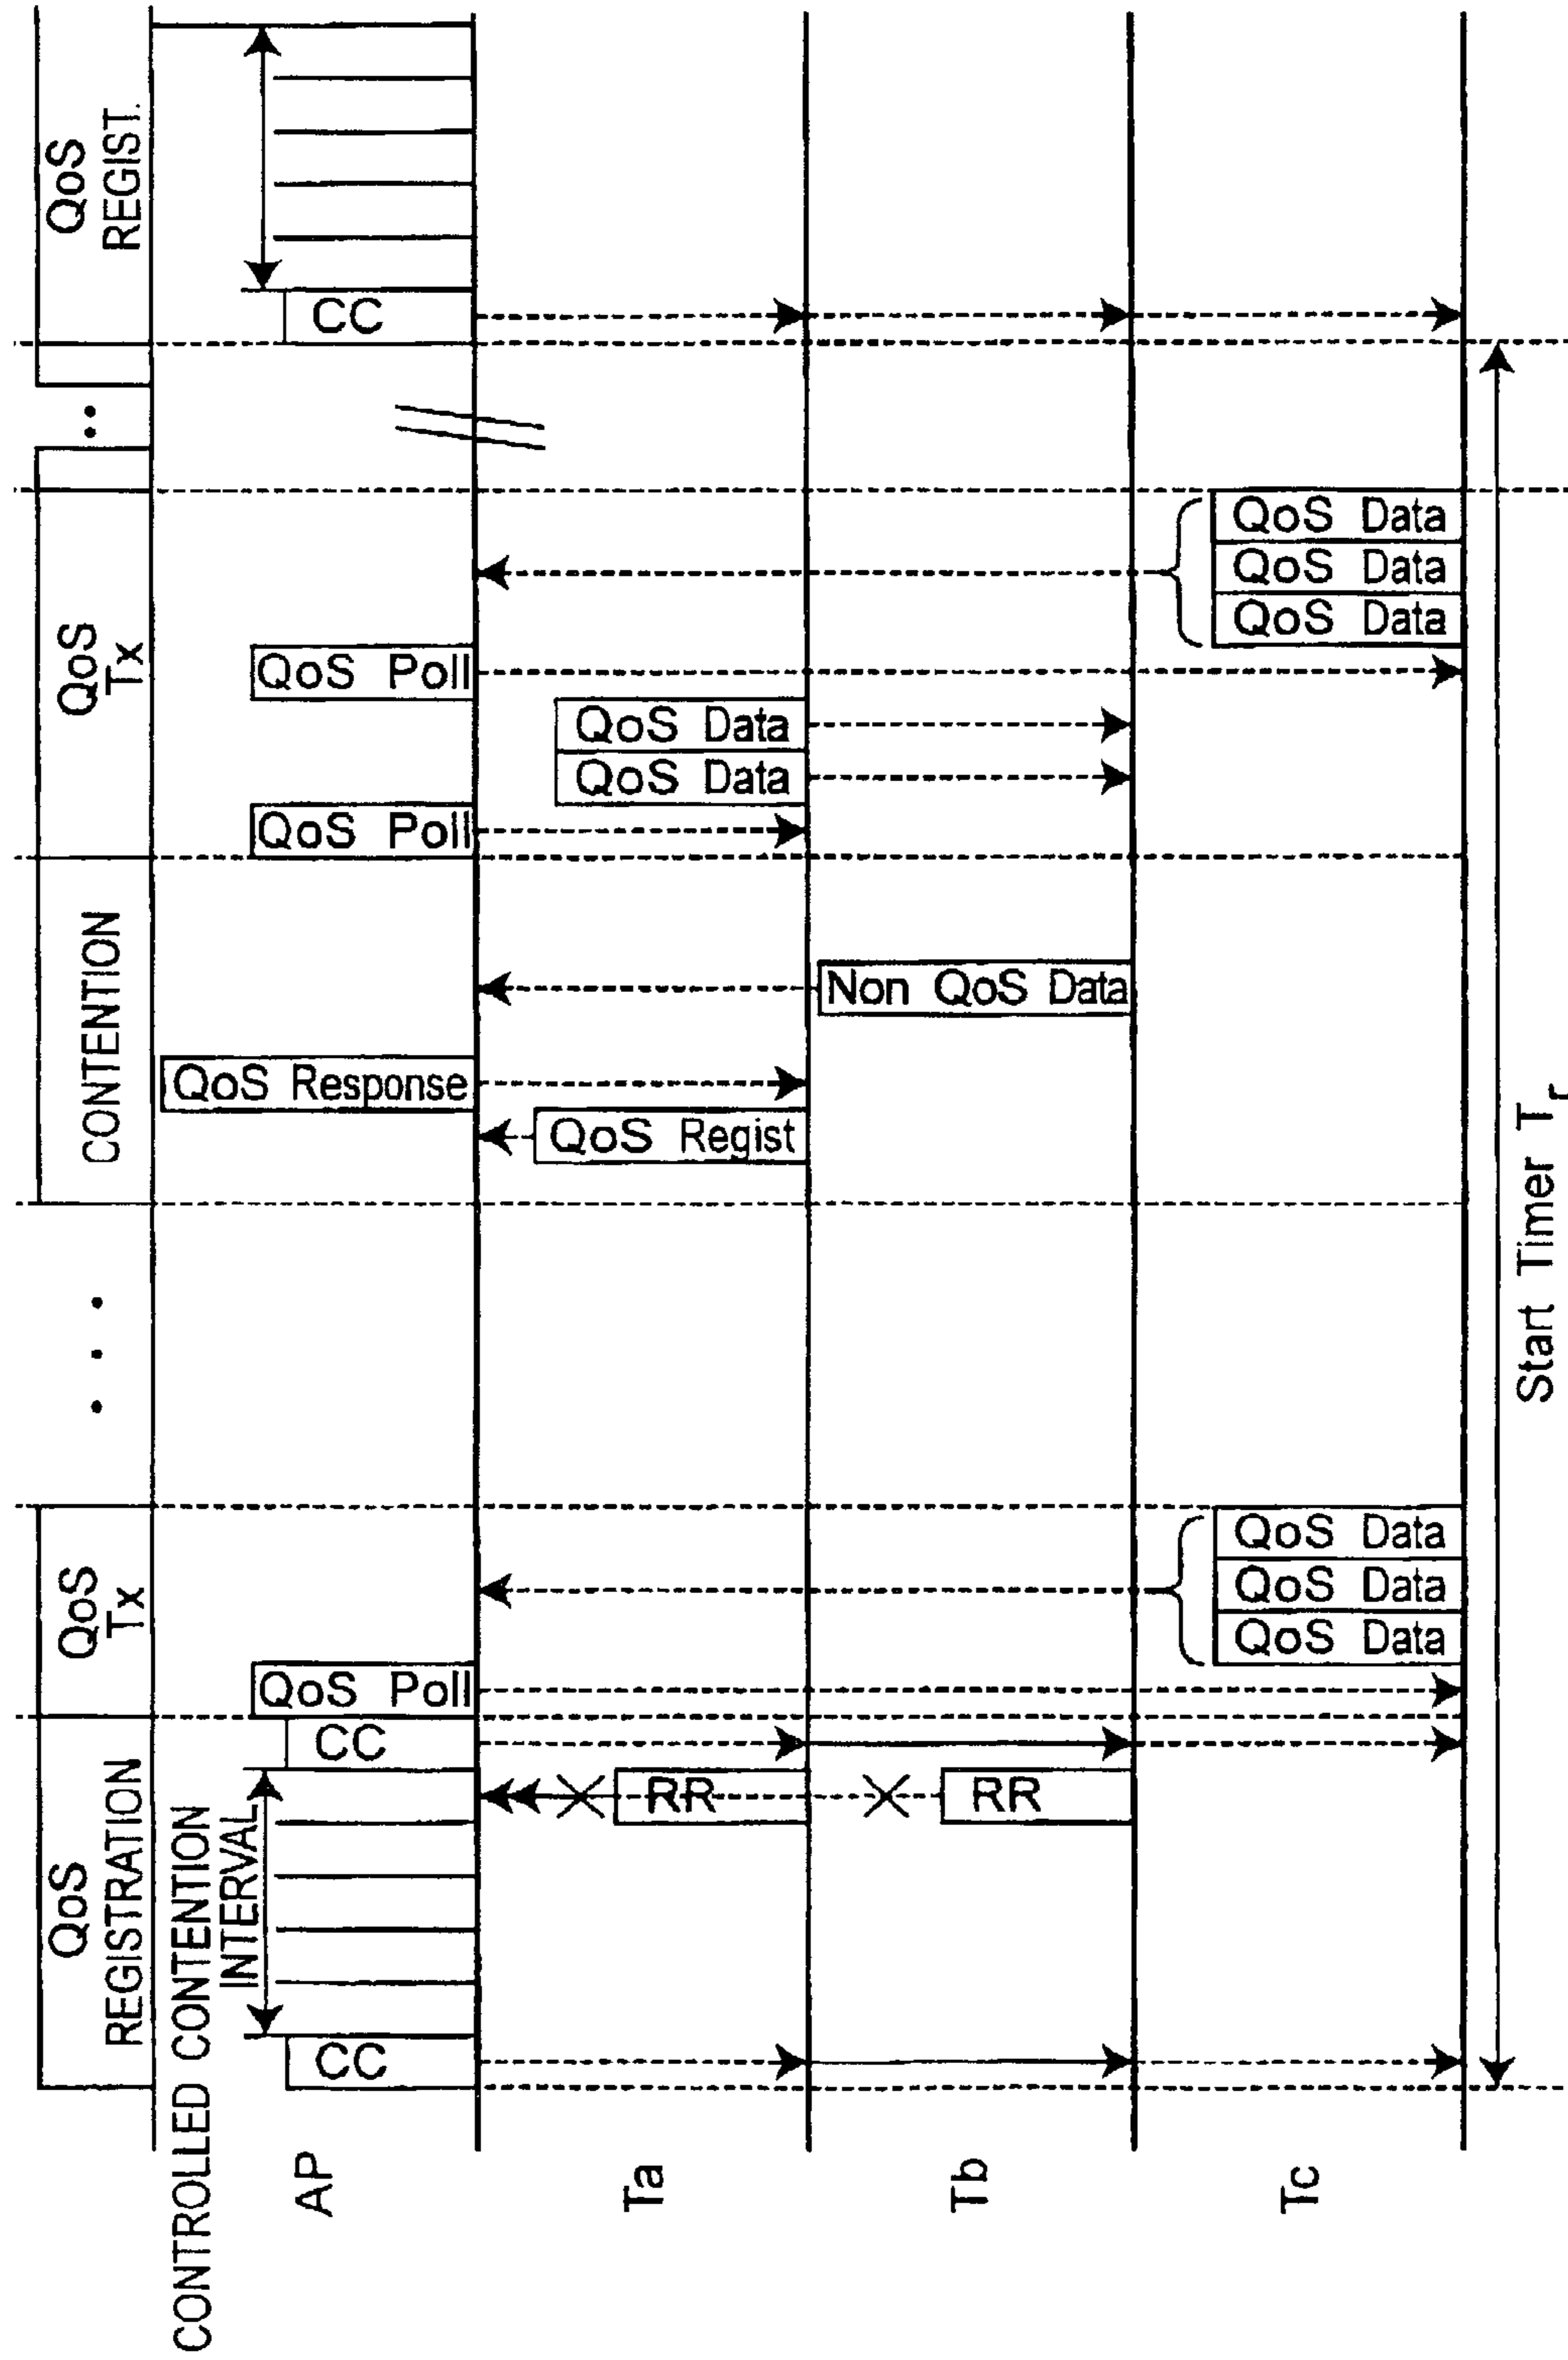 QoS
REGISTRATION
QoS
Tx
. . .
CONTENTION
QoS
Tx
..
QoS
REGIST.
CONTROLLED CONTENTION
INTERVAL
AP
CC
CC
QoS Poll
QoS Response
QoS Poll
QoS Poll
CC
Ta
RR
QoS Regist
QoS Data
QoS Data
Tb
RR
Non QoS Data
Tc
QoS Data
QoS Data
QoS Data
QoS Data
QoS Data
QoS Data
Start Timer Tr